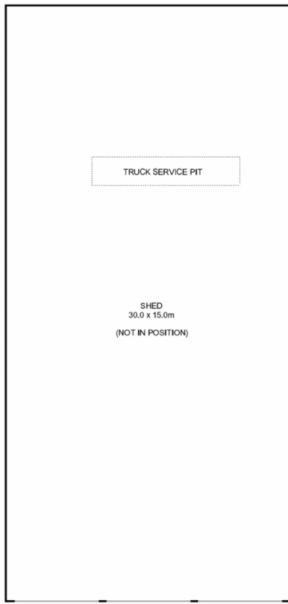 TRUCK SERVICE PIT
SHED
30.0 x 15.0m
(NOT IN POSITION)